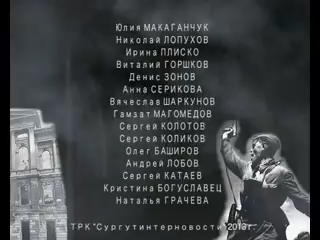 Юлия МАКАГАНЧУК
Николай ЛОПУХОВ
Ирина ПЛИСКО
Виталий ГОРШКОВ
Денис ЗОНОВ
Анна СЕРИКОВА
Вячеслав ШАРКУНОВ
Гамзат МАГОМЕДОВ
Сергей КОЛОТОВ
Сергей КОЛИКОВ
Олег БАШИРОВ
Андрей ЛОБОВ
Сергей КАТАЕВ
Кристина БОГУСЛАВЕЦ
Наталья ГРАЧЕВА
ТРК "Сургутинтерновости" 2013г.